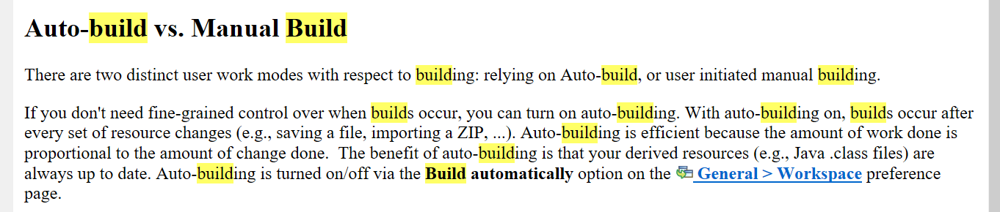 Auto-build vs. Manual Build
There are two distinct user work modes with respect to building: relying on Auto-build, or user initiated manual building.
If you don't need fine-grained control over when builds occur, you can turn on auto-building. With auto-building on, builds occur after
every set of resource changes (e.g., saving a file, importing a ZIP, ...). Auto-building is efficient because the amount of work done is
proportional to the amount of change done.  The benefit of auto-building is that your derived resources (e.g., Java .class files) are
always up to date. Auto-building is turned on/off via the Build automatically option on the General > Workspace preference
page.